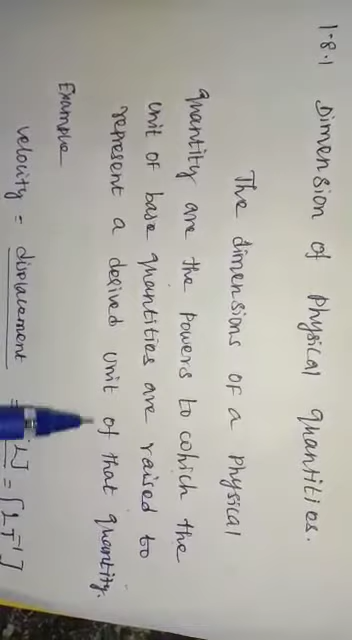 1.8.1 Dimension of Physical quantities.
The dimensions of a Physical
quantity are the Powers to which the
unit of base quantities are raised to
represent a desired unit of that quantity.
Example
velocity = displacement = L] = [LT⁻¹]